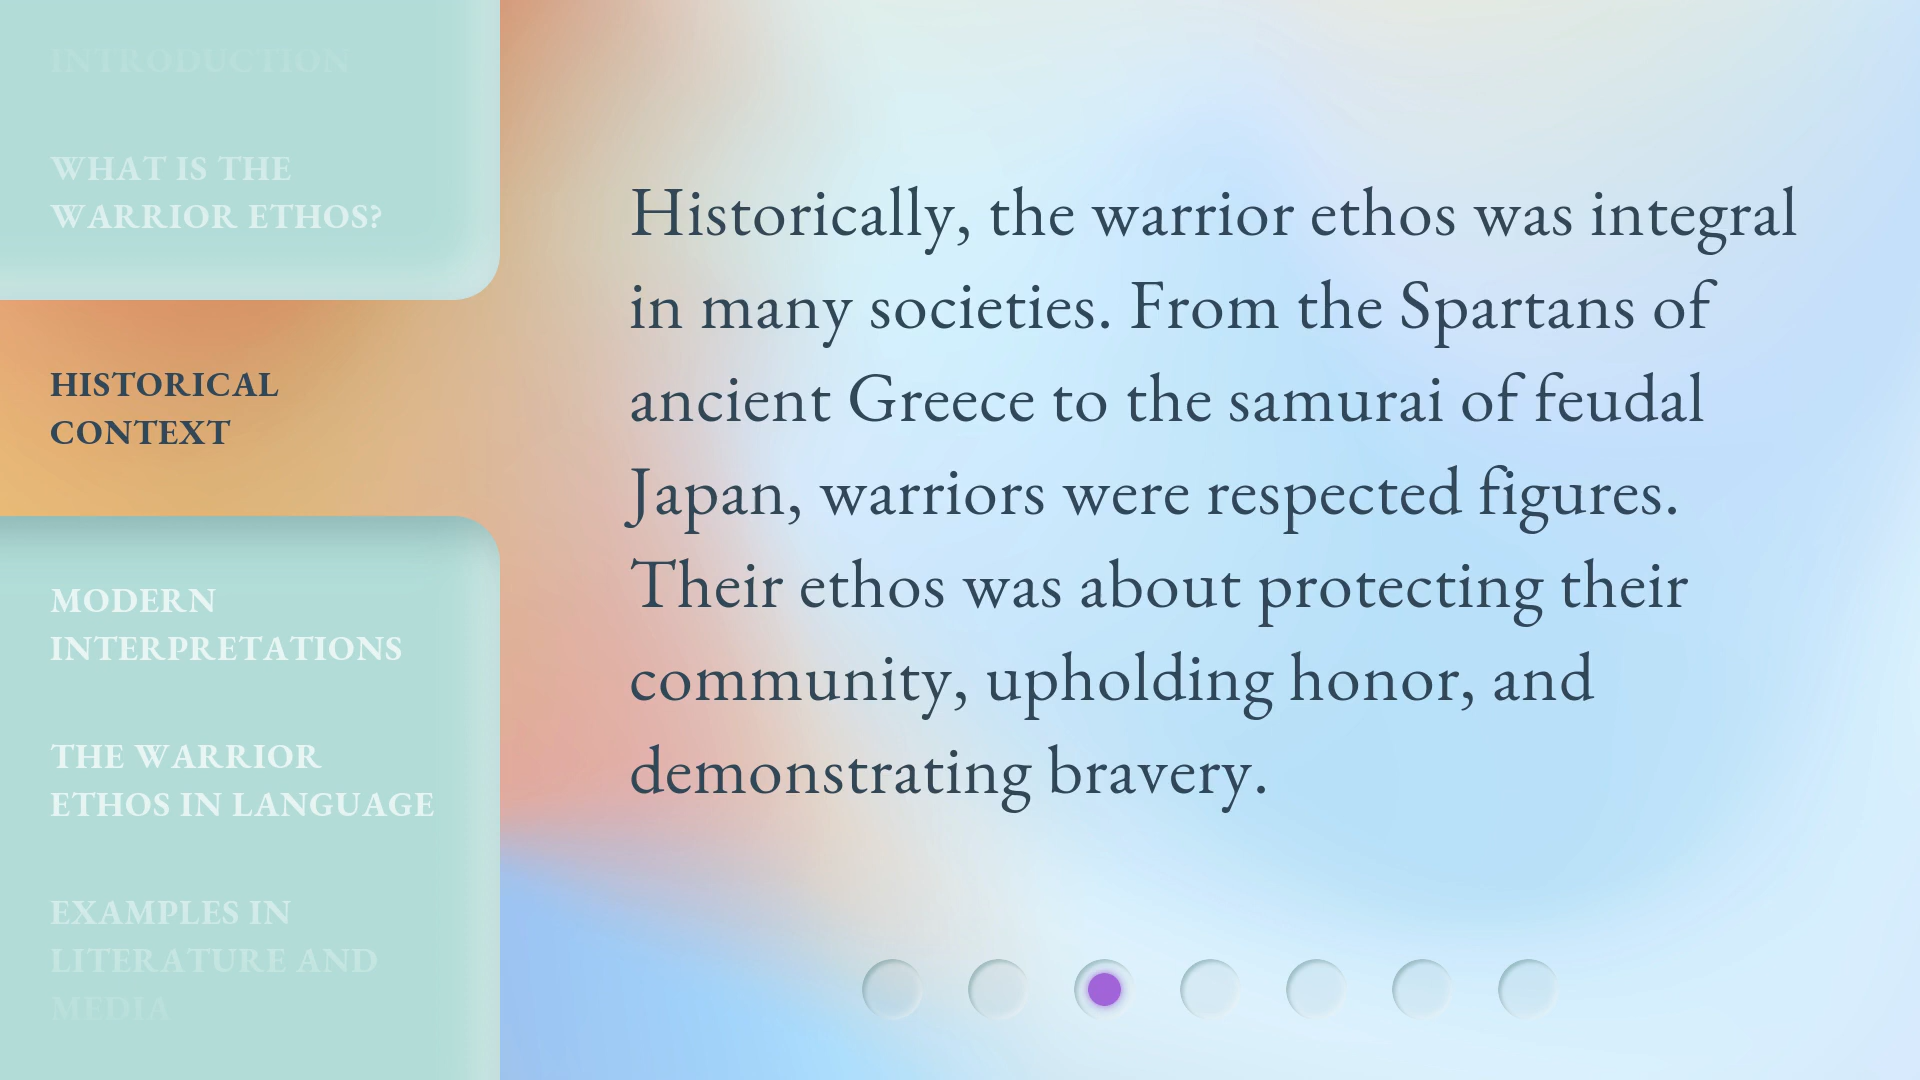 INTRODUCTION
WHAT IS THE
WARRIOR ETHOS?
HISTORICAL
CONTEXT
MODERN
INTERPRETATIONS
THE WARRIOR
ETHOS IN LANGUAGE
EXAMPLES IN
LITERATURE AND
MEDIA
Historically, the warrior ethos was integral
in many societies. From the Spartans of
ancient Greece to the samurai of feudal
Japan, warriors were respected figures.
Their ethos was about protecting their
community, upholding honor, and
demonstrating bravery.